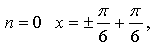 n = 0   x = ±π/6 + π/6,